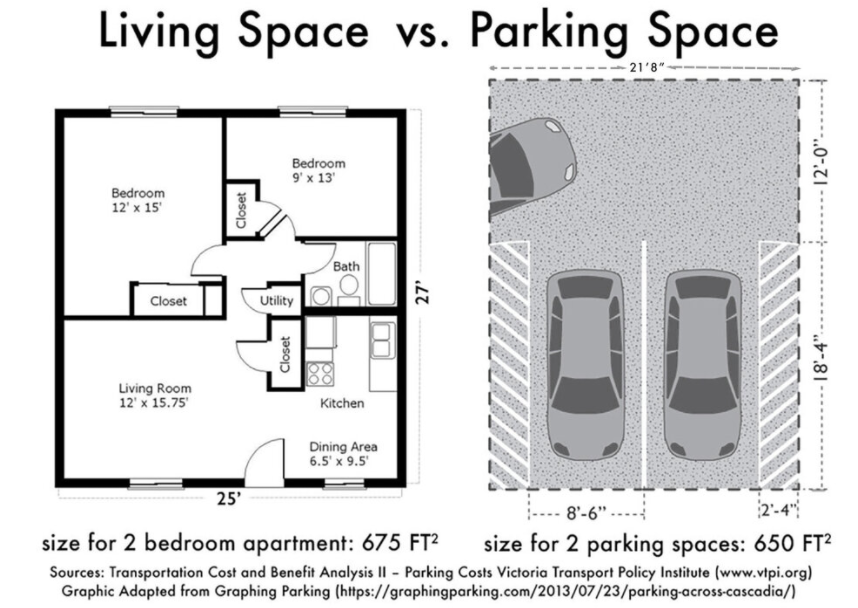 Living Space vs. Parking Space
21'8"
Bedroom
12' x 15'
Bedroom
9' x 13'
Closet
Bath
Closet
Utility
Closet
27'
Living Room
12' x 15.75'
Kitchen
Dining Area
6.5' x 9.5'
25'
12'-0"
18'-4"
8'-6"
2'-4"
size for 2 bedroom apartment: 675 FT²
size for 2 parking spaces: 650 FT²
Sources: Transportation Cost and Benefit Analysis II – Parking Costs Victoria Transport Policy Institute (www.vtpi.org)
Graphic Adapted from Graphing Parking (https://graphingparking.com/2013/07/23/parking-across-cascadia/)